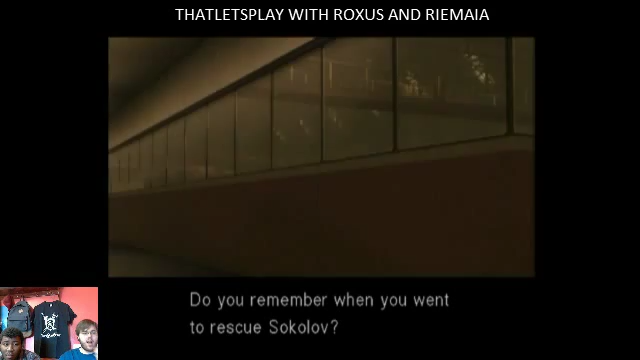 THATLETSPLAY WITH ROXUS AND RIEMAIA
Do you remember when you went
to rescue Sokolov?